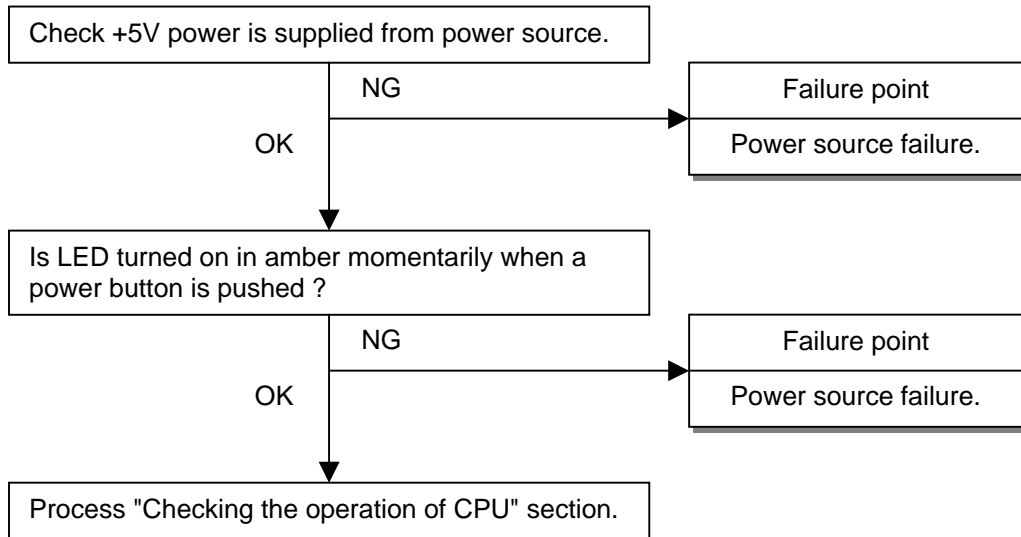 Check +5V power is supplied from power source.
NG
Failure point
OK
Power source failure.
Is LED turned on in amber momentarily when a
power button is pushed ?
NG
Failure point
OK
Power source failure.
Process "Checking the operation of CPU" section.